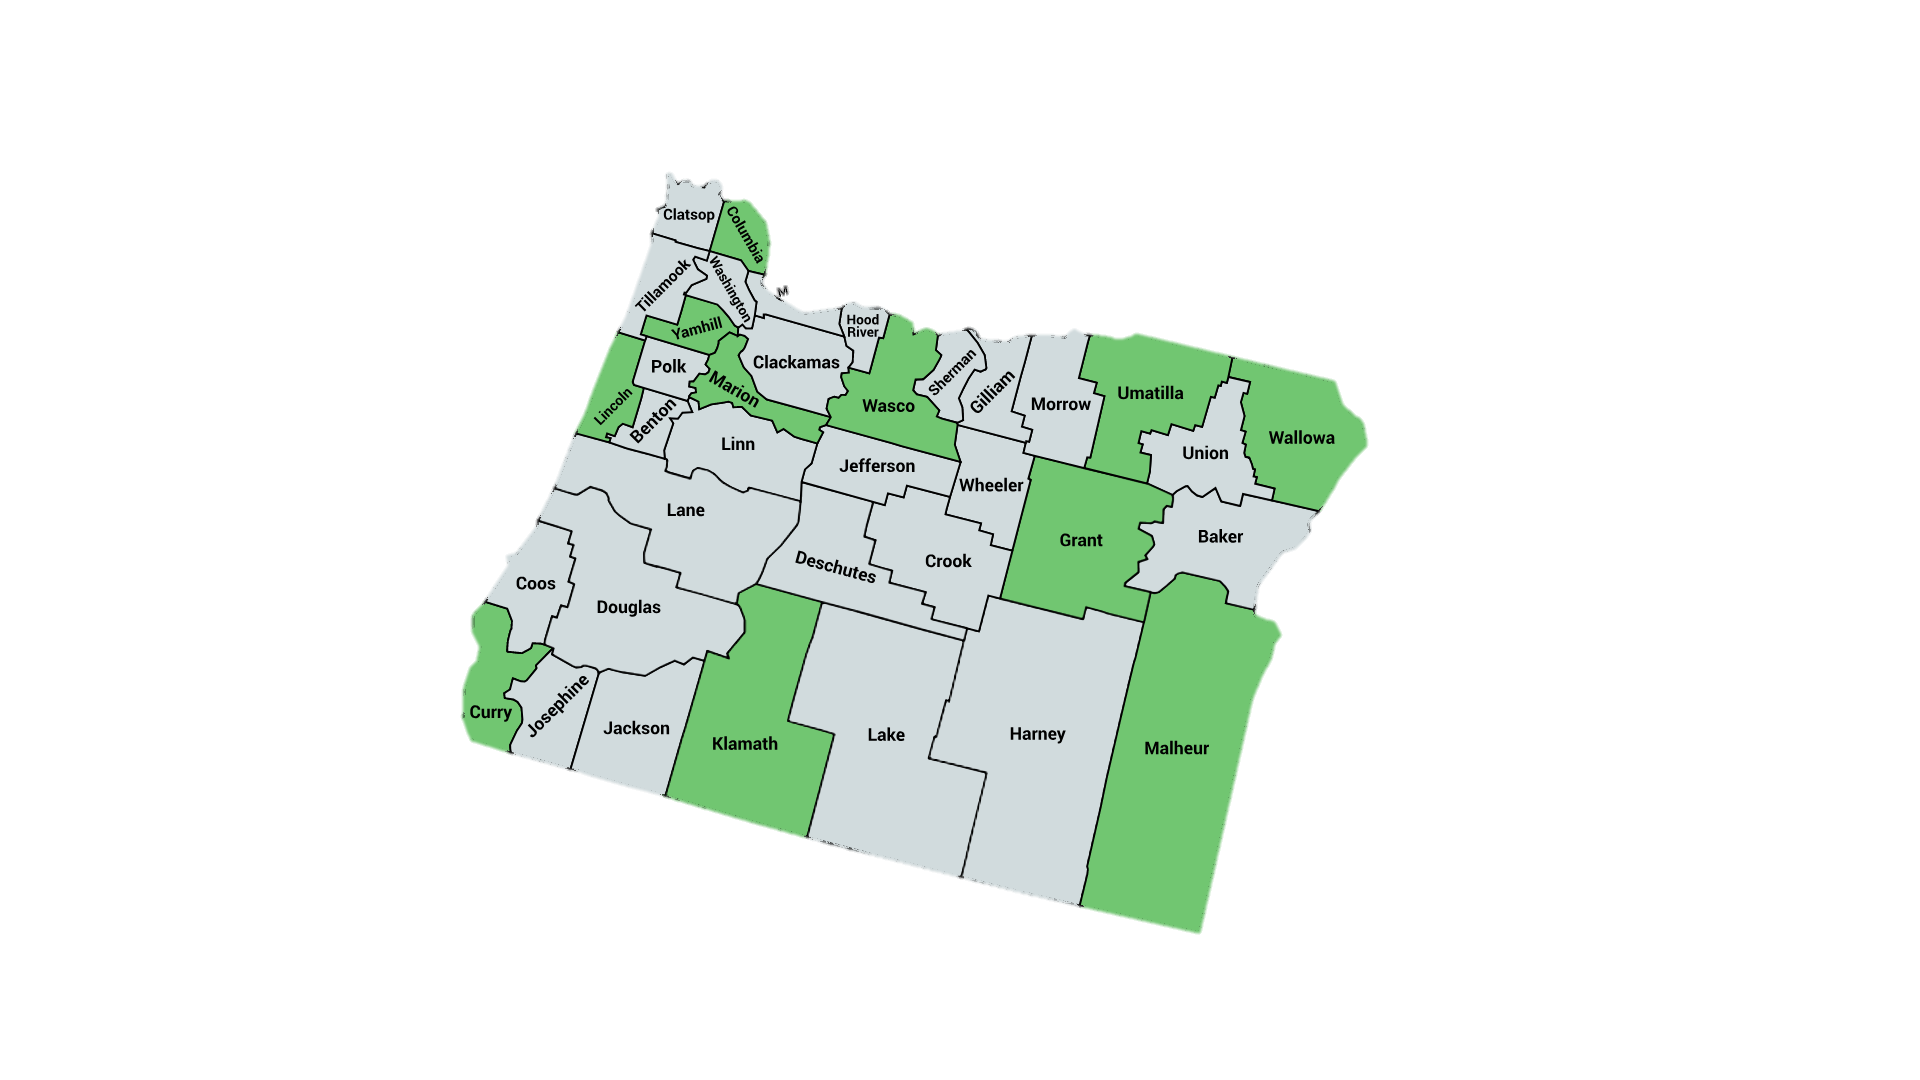 Clatsop
Columbia
Tillamook
Washington
M
Yamhill
Hood
River
Polk
Clackamas
Marion
Lincoln
Benton
Linn
Wasco
Sherman
Gilliam
Morrow
Umatilla
Union
Wallowa
Jefferson
Wheeler
Lane
Deschutes
Crook
Grant
Baker
Coos
Douglas
Curry
Josephine
Jackson
Klamath
Lake
Harney
Malheur